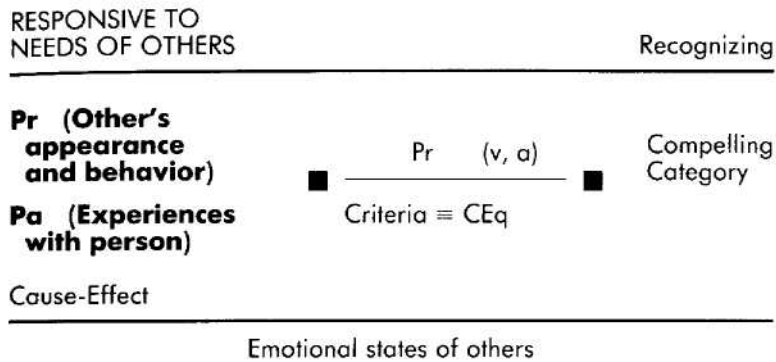 RESPONSIVE TO
NEEDS OF OTHERS
Recognizing
Pr (Other's
appearance
and behavior)
Pa (Experiences
with person)
Cause-Effect
Pr (v, a)
Criteria ≡ CEq
Compelling
Category
Emotional states of others